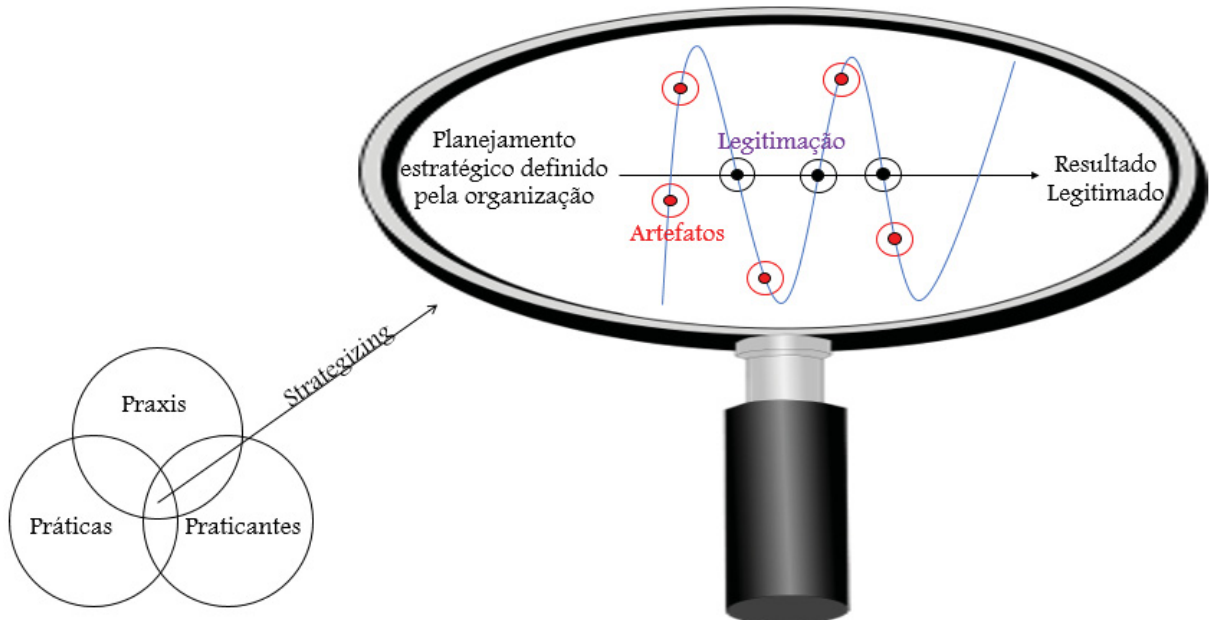 Planejamento
estratégico definido
pela organização
Legitimação
Artefatos
Resultado
Legitimado
Strategizing
Praxis
Práticas
Praticantes